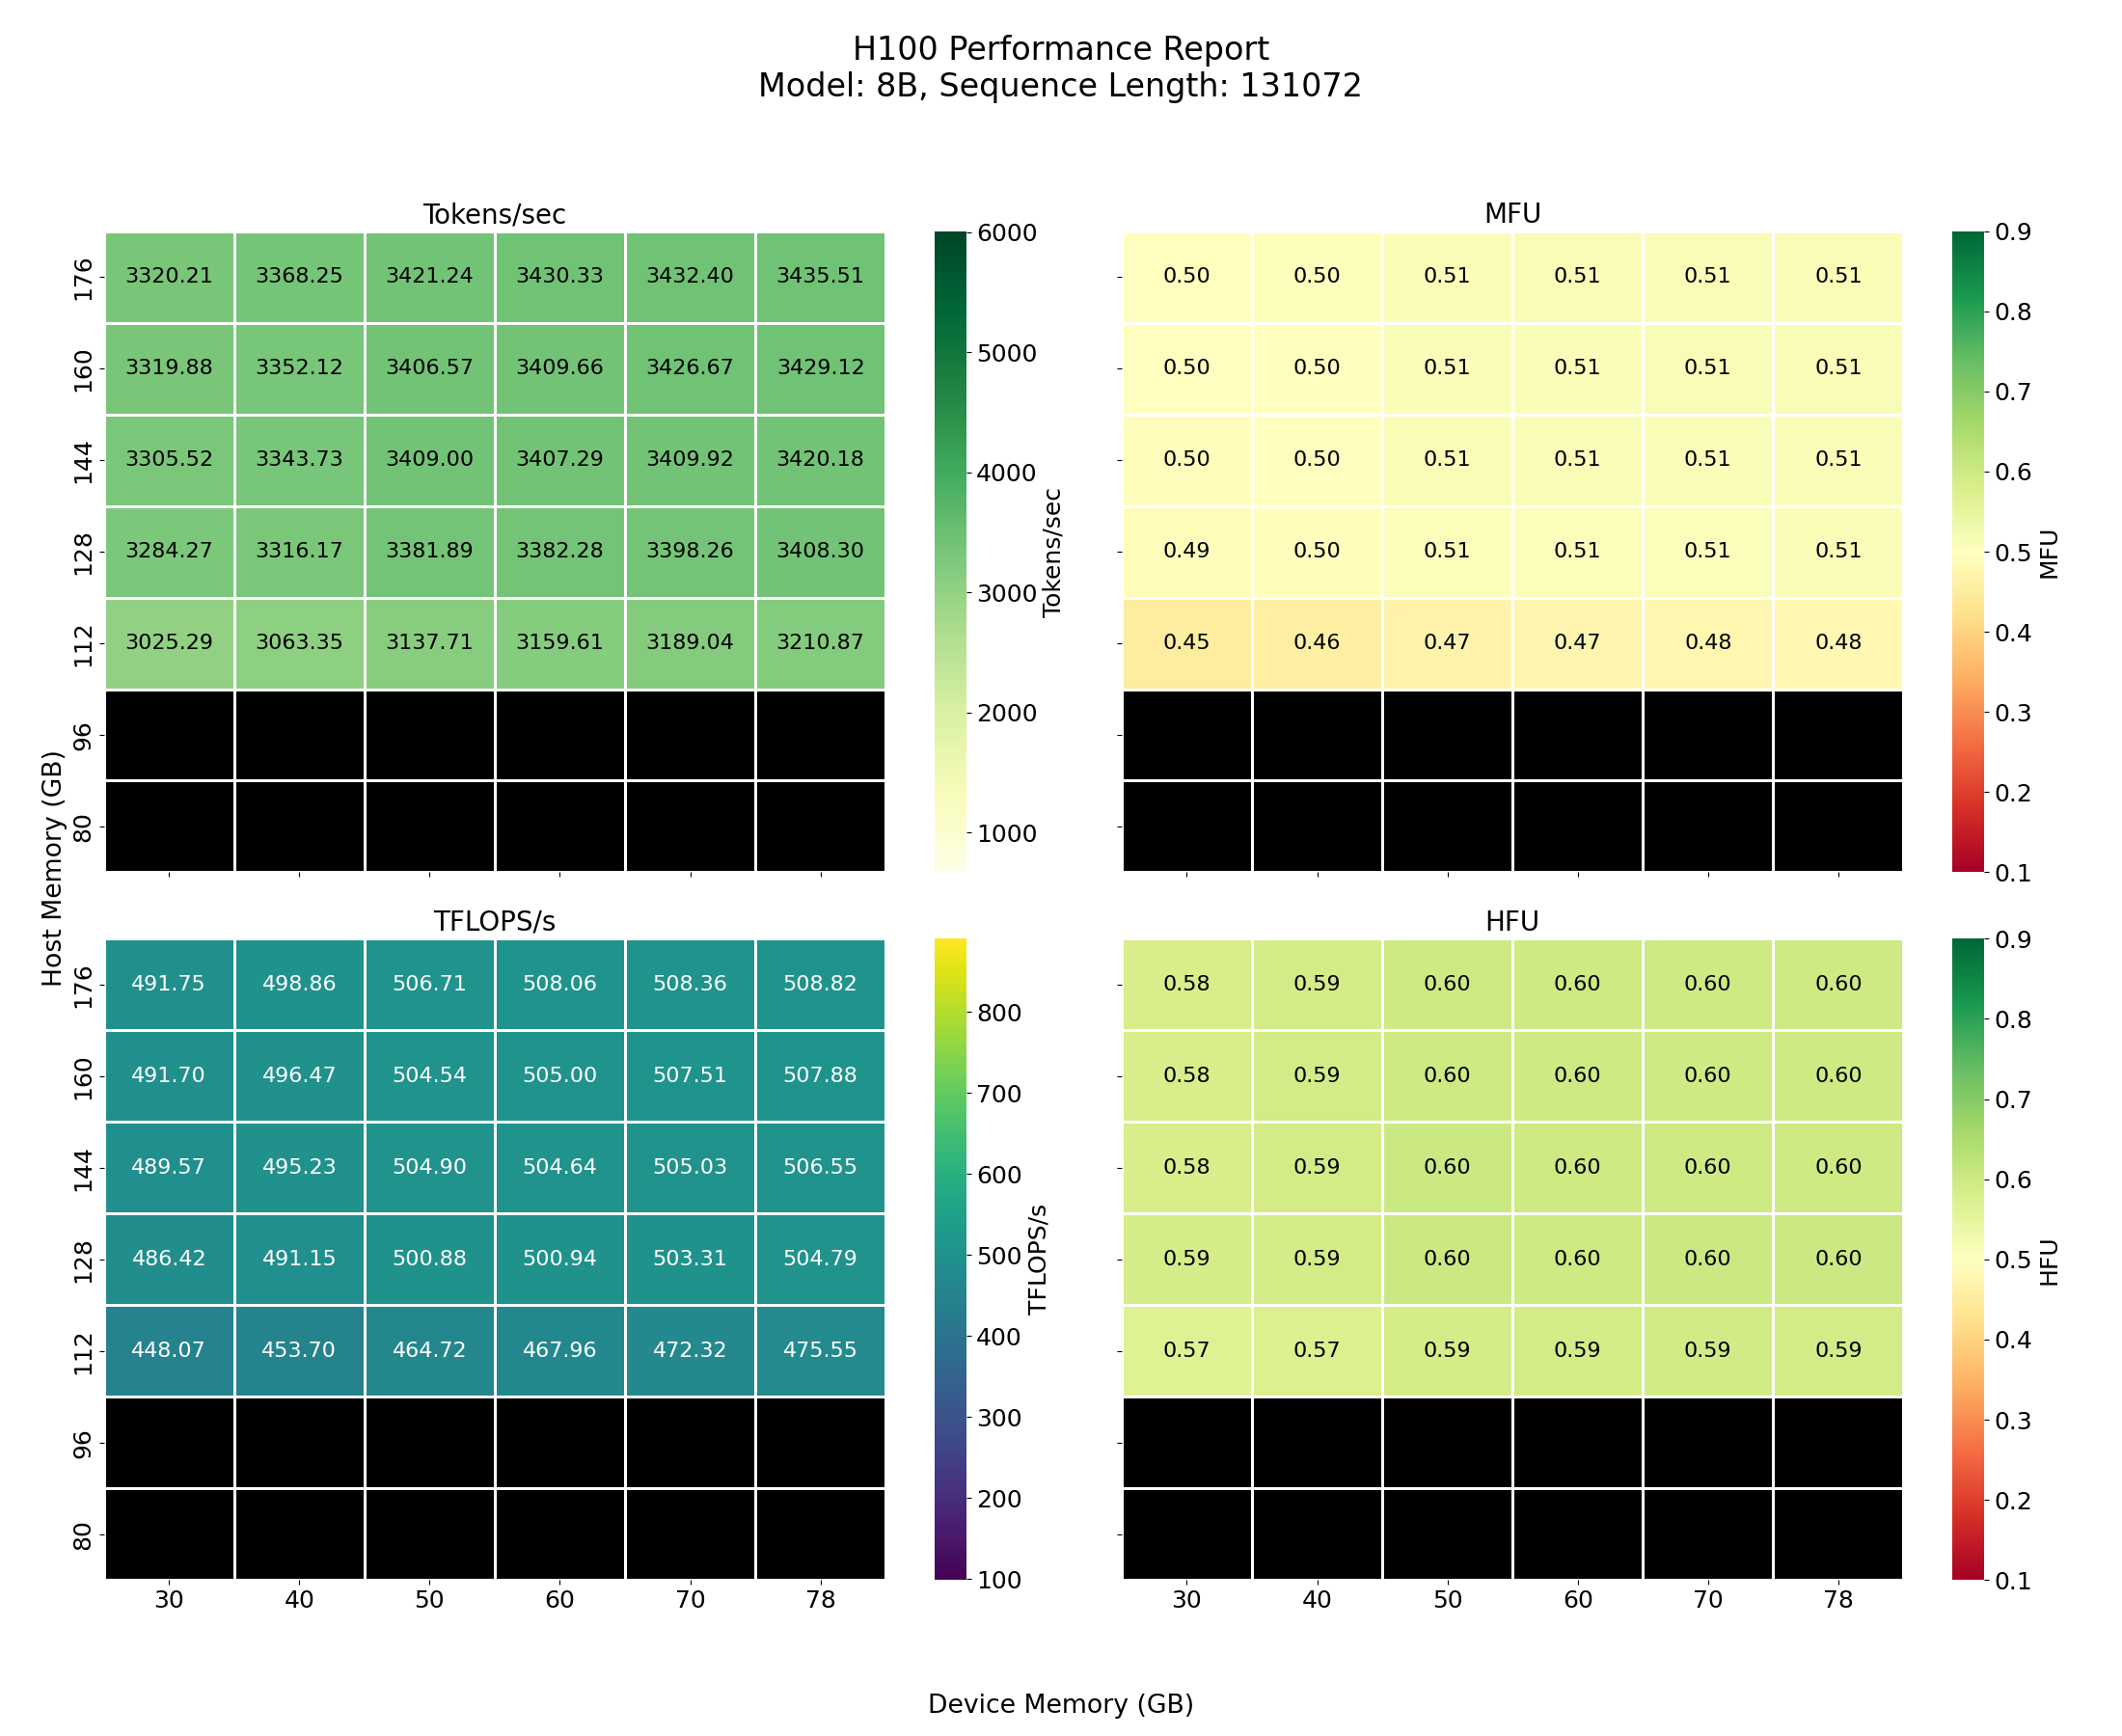 H100 Performance Report
Model: 8B, Sequence Length: 131072
Tokens/sec
176 3320.21 3368.25 3421.24 3430.33 3432.40 3435.51
160 3319.88 3352.12 3406.57 3409.66 3426.67 3429.12
144 3305.52 3343.73 3409.00 3407.29 3409.92 3420.18
128 3284.27 3316.17 3381.89 3382.28 3398.26 3408.30
112 3025.29 3063.35 3137.71 3159.61 3189.04 3210.87
96
80
6000
5000
4000
3000
2000
1000
Tokens/sec
MFU
0.50 0.50 0.51 0.51 0.51 0.51
0.50 0.50 0.51 0.51 0.51 0.51
0.50 0.50 0.51 0.51 0.51 0.51
0.49 0.50 0.51 0.51 0.51 0.51
0.45 0.46 0.47 0.47 0.48 0.48
0.9
0.8
0.7
0.6
0.5
0.4
0.3
0.2
0.1
MFU
Host Memory (GB)
TFLOPS/s
176 491.75 498.86 506.71 508.06 508.36 508.82
160 491.70 496.47 504.54 505.00 507.51 507.88
144 489.57 495.23 504.90 504.64 505.03 506.55
128 486.42 491.15 500.88 500.94 503.31 504.79
112 448.07 453.70 464.72 467.96 472.32 475.55
96
80
30 40 50 60 70 78
800
700
600
500
400
300
200
100
TFLOPS/s
HFU
0.58 0.59 0.60 0.60 0.60 0.60
0.58 0.59 0.60 0.60 0.60 0.60
0.58 0.59 0.60 0.60 0.60 0.60
0.59 0.59 0.60 0.60 0.60 0.60
0.57 0.57 0.59 0.59 0.59 0.59
30 40 50 60 70 78
0.9
0.8
0.7
0.6
0.5
0.4
0.3
0.2
0.1
HFU
Device Memory (GB)